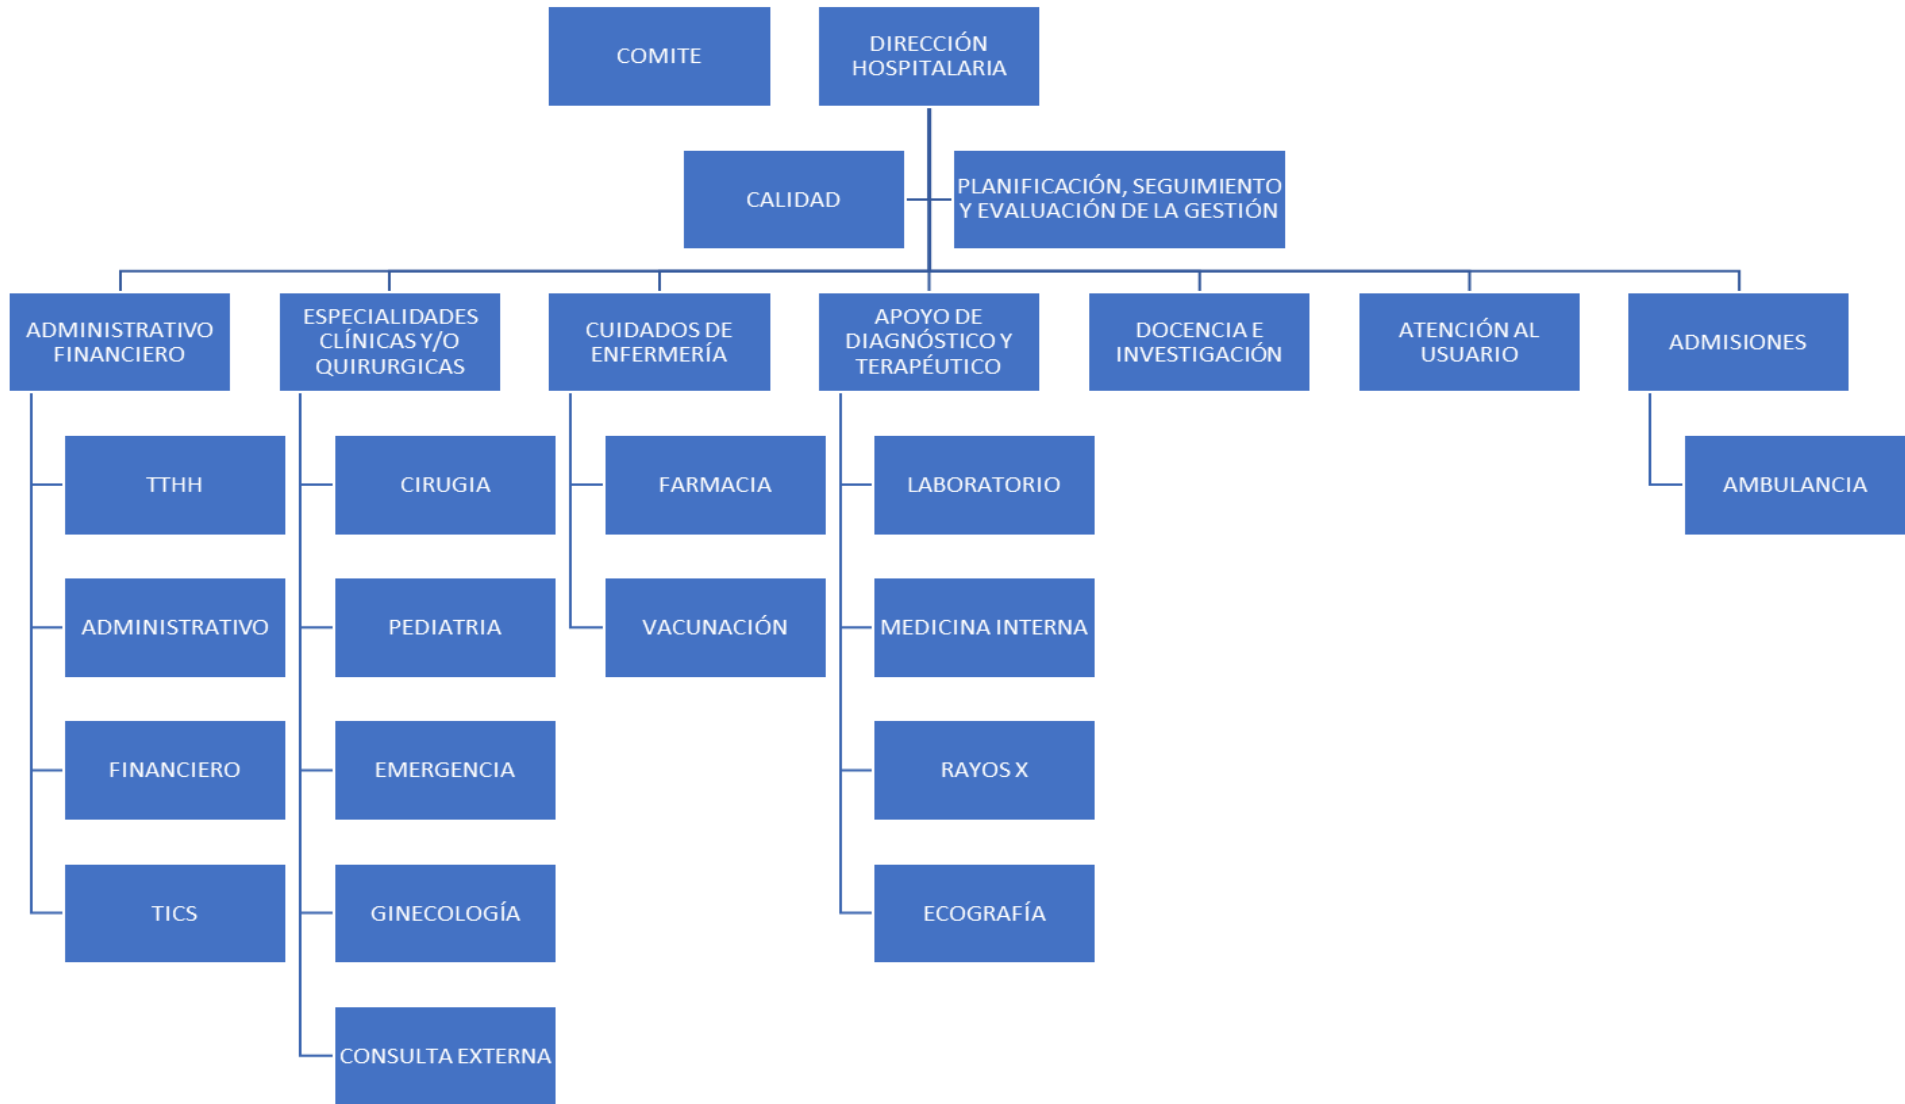 COMITE
DIRECCIÓN
HOSPITALARIA
CALIDAD
PLANIFICACIÓN, SEGUIMIENTO
Y EVALUACIÓN DE LA GESTIÓN
ADMINISTRATIVO
FINANCIERO
ESPECIALIDADES
CLÍNICAS Y/O
QUIRURGICAS
CUIDADOS DE
ENFERMERÍA
APOYO DE
DIAGNÓSTICO Y
TERAPÉUTICO
DOCENCIA E
INVESTIGACIÓN
ATENCIÓN AL
USUARIO
ADMISIONES
TTHH
CIRUGIA
FARMACIA
LABORATORIO
AMBULANCIA
ADMINISTRATIVO
PEDIATRIA
VACUNACIÓN
MEDICINA INTERNA
FINANCIERO
EMERGENCIA
RAYOS X
TICS
GINECOLOGÍA
ECOGRAFÍA
CONSULTA EXTERNA